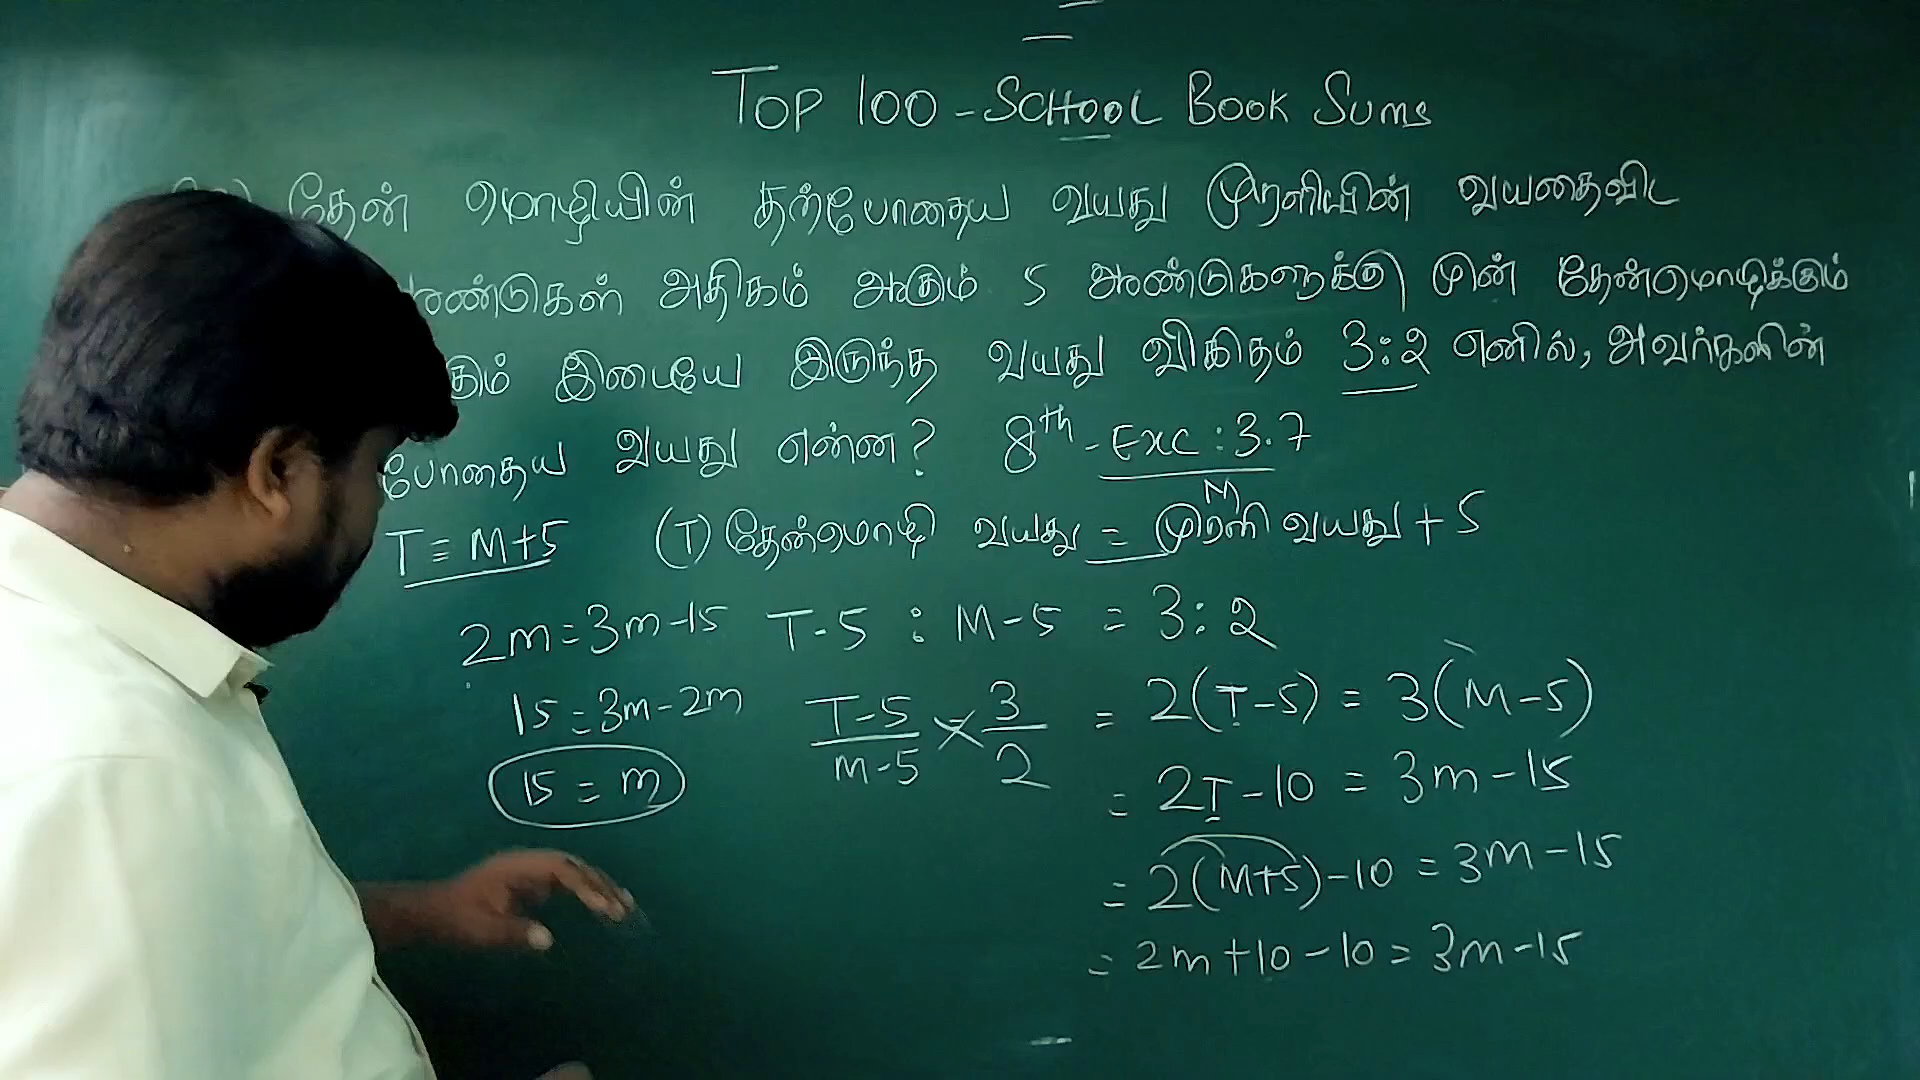 TOP 100 - SCHOOL BOOK SUMS
தேன் மொழியின் தற்போதைய வயது முரளியின் வயதைவிட
ஆண்டுகள் அதிகம் ஆகும் 5 ஆண்டுகளுக்கு முன் தேன்மொழிக்கும்
கும் இடையே இருந்த வயது விகிதம் 3:2 எனில், அவர்களின்
போதைய வயது என்ன? 8th - Exc : 3.7
T = M+5 (T) தேன்மொழி வயது = முரளி வயது + 5
M
2m = 3m - 15 T - 5 : M - 5 = 3 : 2
15 = 3m - 2m T-5/m-5 × 3/2 = 2(T-5) = 3(M-5)
15 = m = 2T - 10 = 3m - 15
= 2(M+5) - 10 = 3m - 15
= 2m + 10 - 10 = 3m - 15